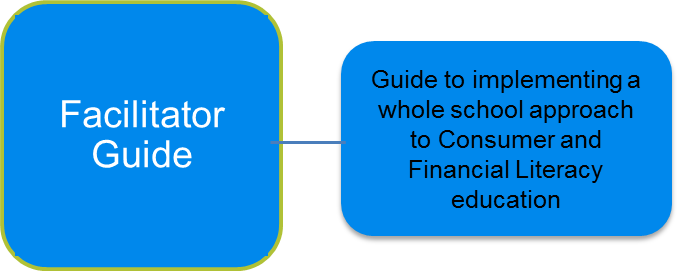 Facilitator
Guide
Guide to implementing a
whole school approach
to Consumer and
Financial Literacy
education